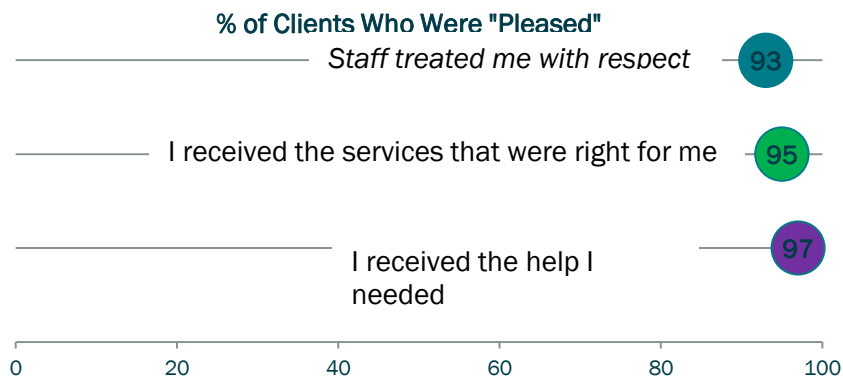 % of Clients Who Were "Pleased"
Staff treated me with respect
93
I received the services that were right for me
95
I received the help I
needed
97
0 20 40 60 80 100